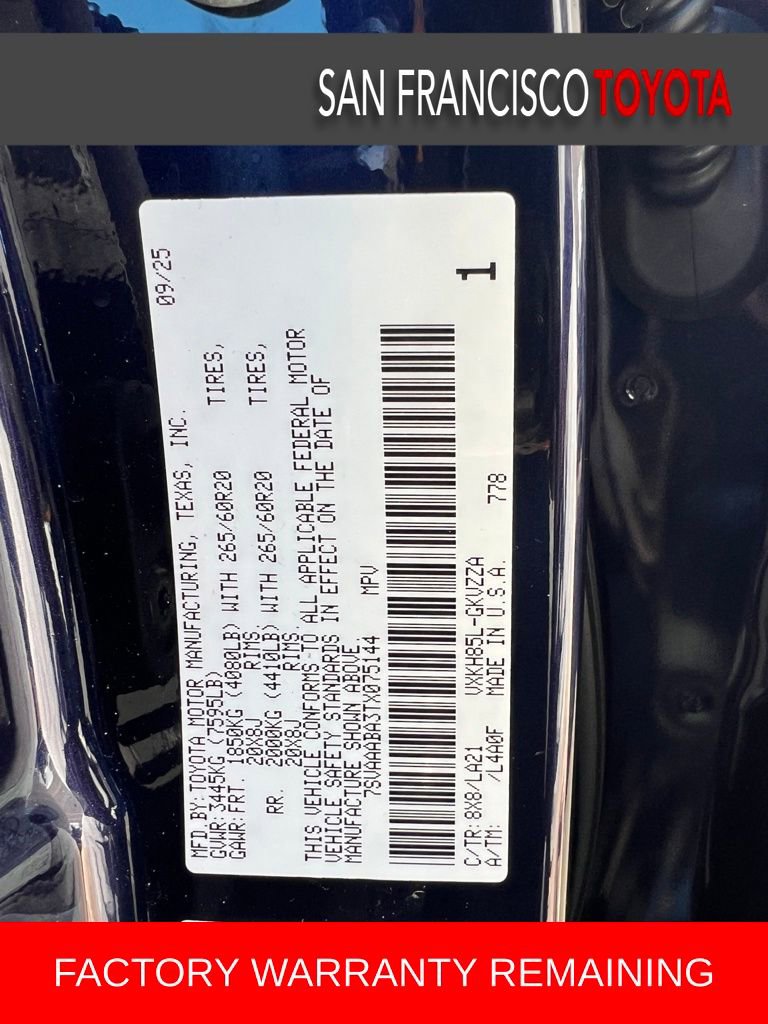 SAN FRANCISCO TOYOTA
09/25
MFD.BY:TOYOTA MOTOR MANUFACTURING, TEXAS, INC.
GVWR:3445KG (7595LB)
GAWR:FRT. 1850KG (4080LB) WITH 265/60R20 TIRES,
20X8J RIMS
RR. 2000KG (4410LB) WITH 265/60R20 TIRES,
20X8J RIMS.
THIS VEHICLE CONFORMS TO ALL APPLICABLE FEDERAL MOTOR
VEHICLE SAFETY STANDARDS IN EFFECT ON THE DATE OF
MANUFACTURE SHOWN ABOVE.
7SVAAABA3TX075144 MPV
1
C/TR:8X8/LA21 VXKH85L-GKVZZA 778
A/TM: /L4A0F MADE IN U.S.A.
FACTORY WARRANTY REMAINING